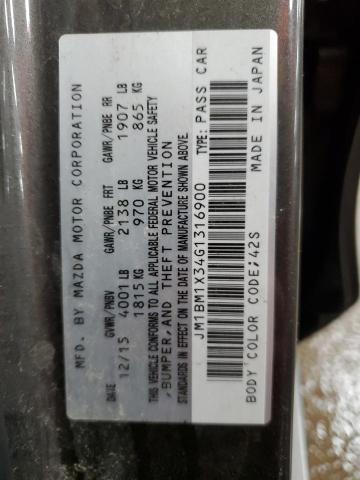 MFD. BY MAZDA MOTOR CORPORATION
DATE GVWR/PNBV GAWR/PNBE FRT GAWR/PNBE RR
12/15 4001 LB 2138 LB 1907 LB
1815 KG 970 KG 865 KG
THIS VEHICLE CONFORMS TO ALL APPLICABLE FEDERAL MOTOR VEHICLE SAFETY
,BUMPER,AND THEFT PREVENTION
STANDARDS IN EFFECT ON THE DATE OF MANUFACTURE SHOWN ABOVE.
JM1BM1X34G1316900 TYPE: PASS CAR
BODY COLOR CODE;42S MADE IN JAPAN